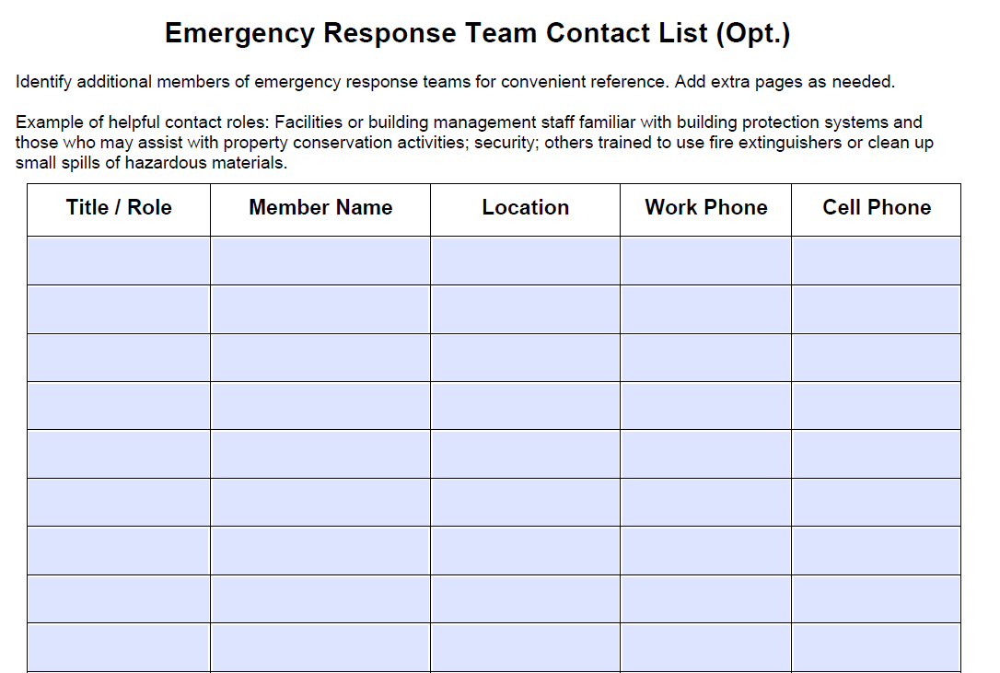 Emergency Response Team Contact List (Opt.)
Identify additional members of emergency response teams for convenient reference. Add extra pages as needed.
Example of helpful contact roles: Facilities or building management staff familiar with building protection systems and
those who may assist with property conservation activities; security; others trained to use fire extinguishers or clean up
small spills of hazardous materials.
Title / Role Member Name Location Work Phone Cell Phone